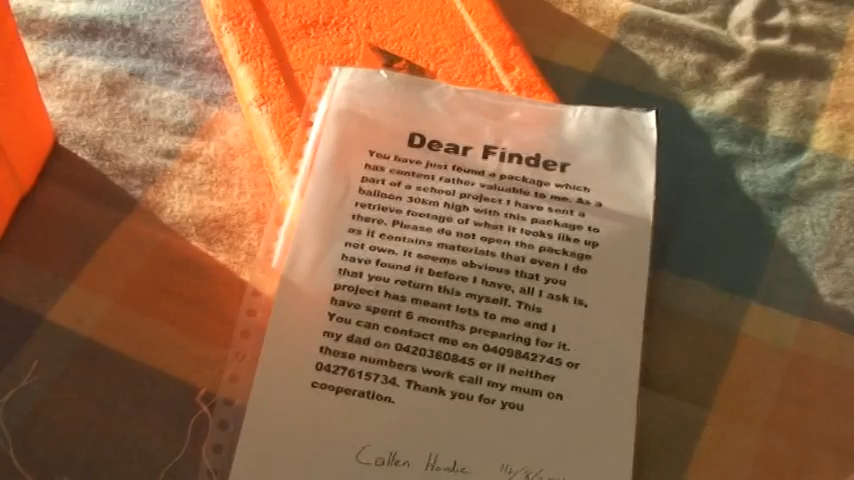 Dear Finder
You have just found a package which
has content rather valuable to me. As a
part of a school project I have sent a
balloon 30km high with this package to
retrieve footage of what it looks like up
there. Please do not open the package
as it contains materials that even I do
not own. It seems obvious that you
have found it before I have, all I ask is,
that you return this myself. This
project has meant lots to me and I
have spent 6 months preparing for it.
You can contact me on 0409842745 or
my dad on 0420360845 or if neither
these numbers work call my mum on
0427615734. Thank you for you
cooperation.